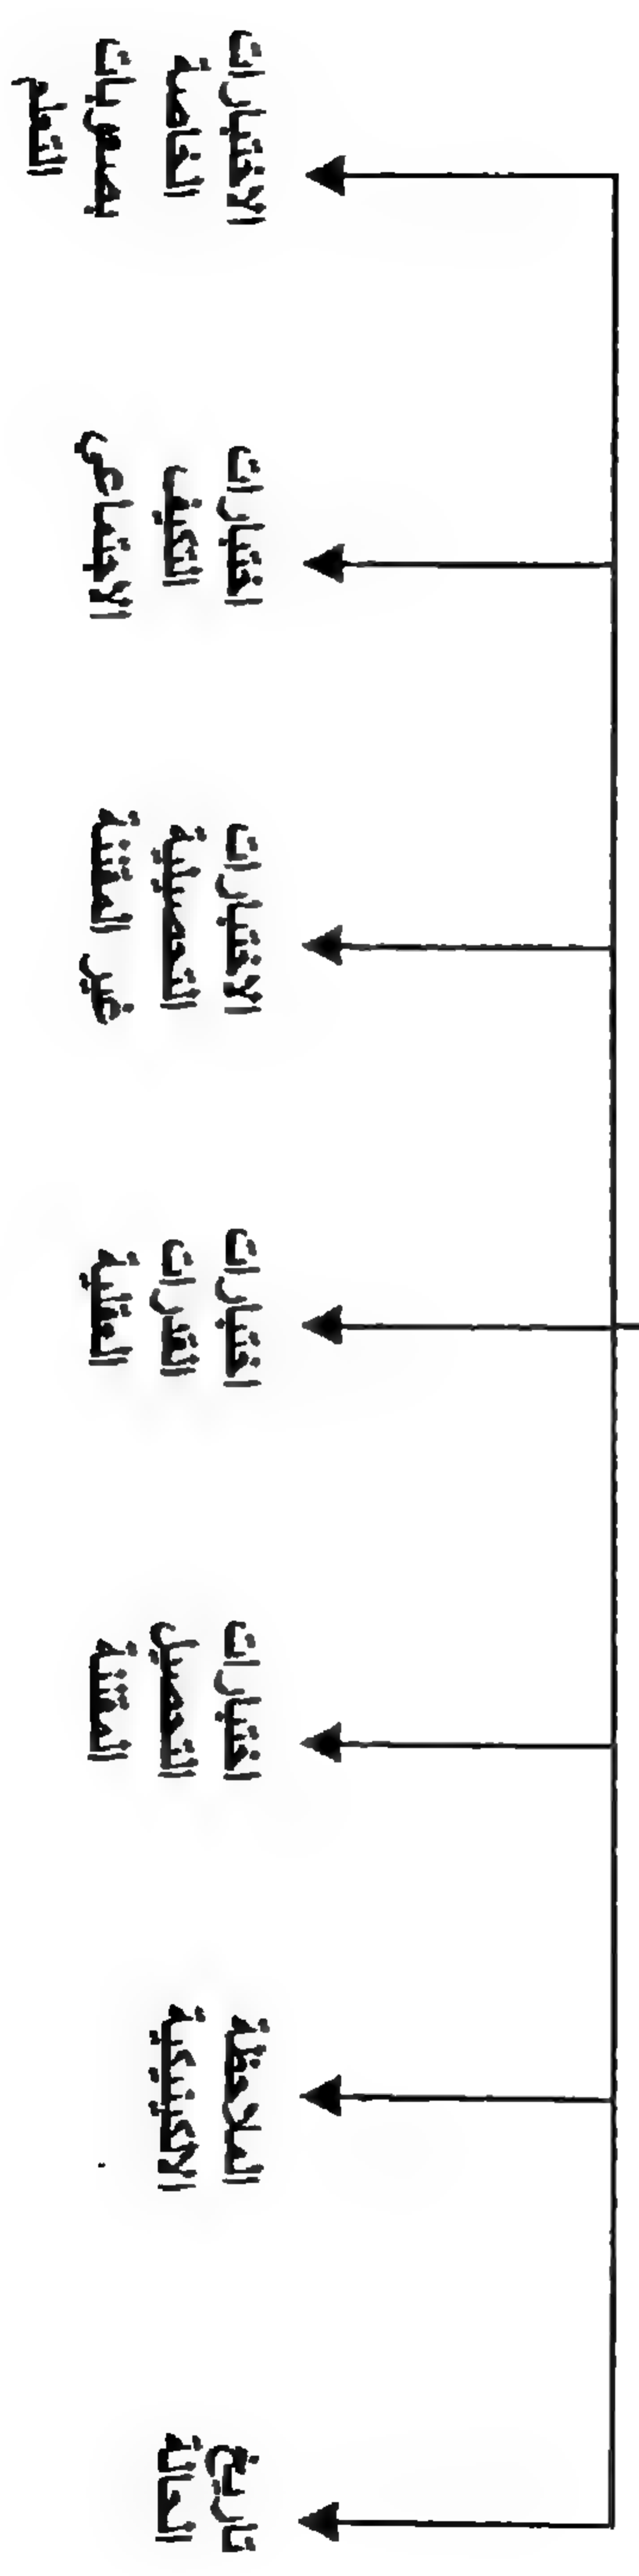 تاريخ
الحالة
الملاحظة
الاكلينيكية
اختبارات
التحصيل
المقننة
اختبارات
القدرات
العقلية
الاختبارات
التحصيلية
غير المقننة
اختبارات
التكيف
الاجتماعي
الاختبارات
الخاصة
بصعوبات
التعلم